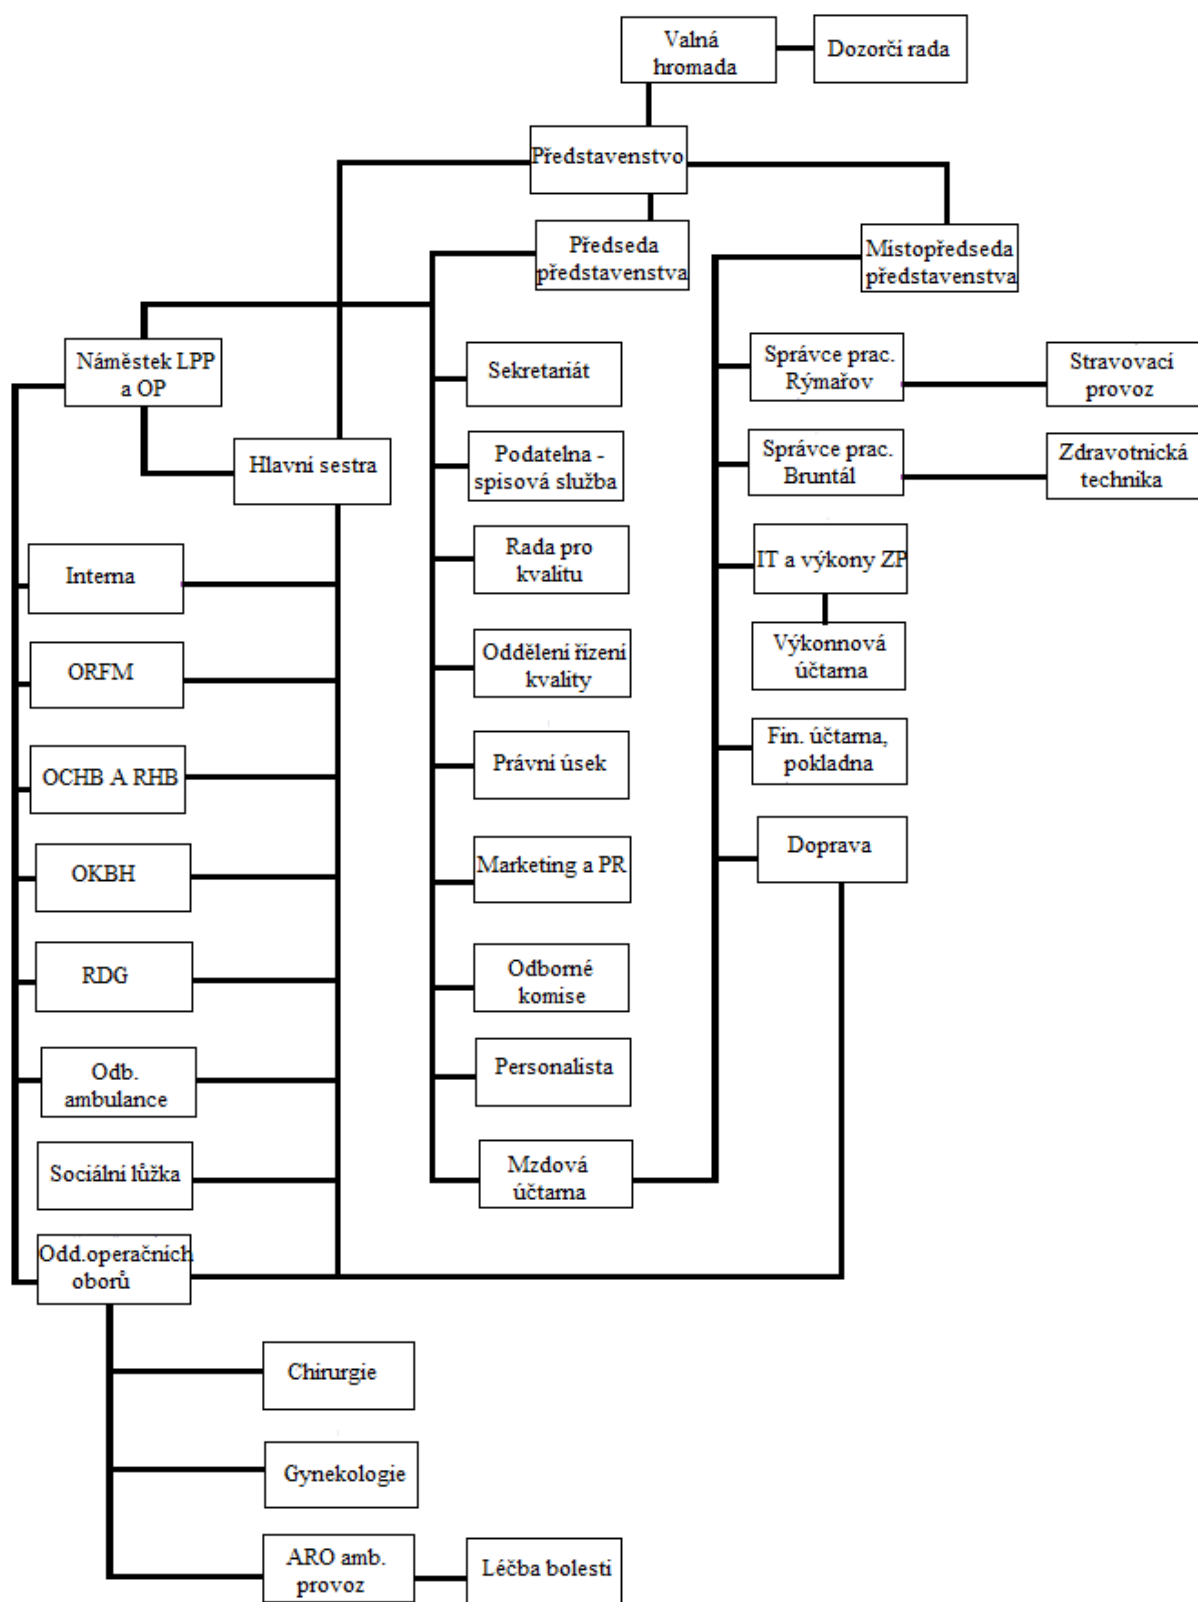 Valná
hromada
Dozorčí rada
Představenstvo
Předseda
představenstva
Místopředseda
představenstva
Náměstek LPP
a OP
Hlavní sestra
Sekretariát
Podatelna -
spisová služba
Rada pro
kvalitu
Oddělení řízení
kvality
Právní úsek
Marketing a PR
Odborné
komise
Personalista
Mzdová
účtarna
Správce prac.
Rýmařov
Stravovací
provoz
Správce prac.
Bruntál
Zdravotnická
technika
IT a výkony ZP
Výkonnová
účtarna
Fin. účtarna,
pokladna
Doprava
Interna
ORFM
OCHB A RHB
OKBH
RDG
Odb.
ambulance
Sociální lůžka
Odd.operačních
oborů
Chirurgie
Gynekologie
ARO amb.
provoz
Léčba bolesti